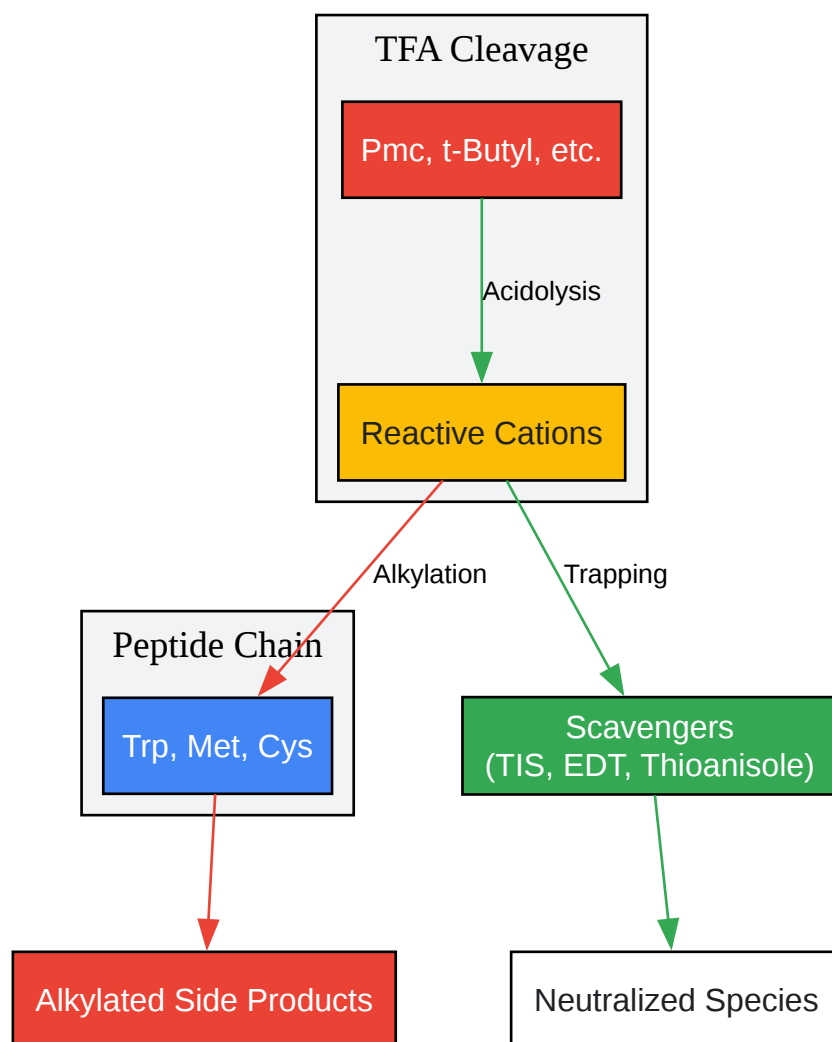 TFA Cleavage
Pmc, t-Butyl, etc.
Acidolysis
Reactive Cations
Alkylation
Trapping
Peptide Chain
Trp, Met, Cys
Scavengers
(TIS, EDT, Thioanisole)
Alkylated Side Products
Neutralized Species